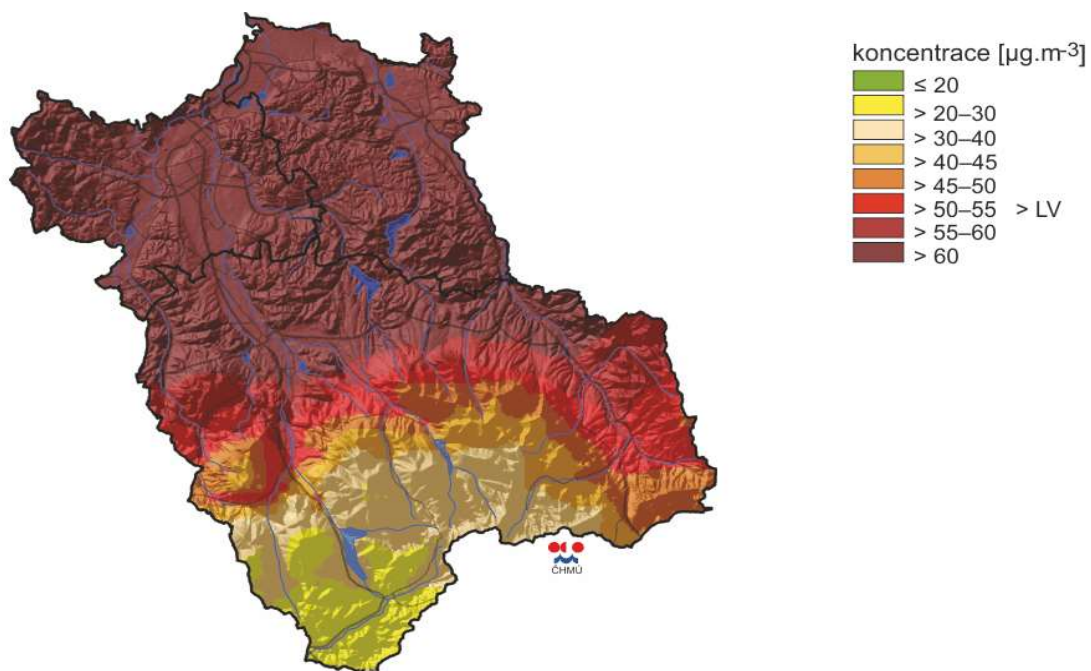 koncentrace [µg.m-3]
≤ 20
> 20–30
> 30–40
> 40–45
> 45–50
> 50–55 > LV
> 55–60
> 60
ČHMÚ